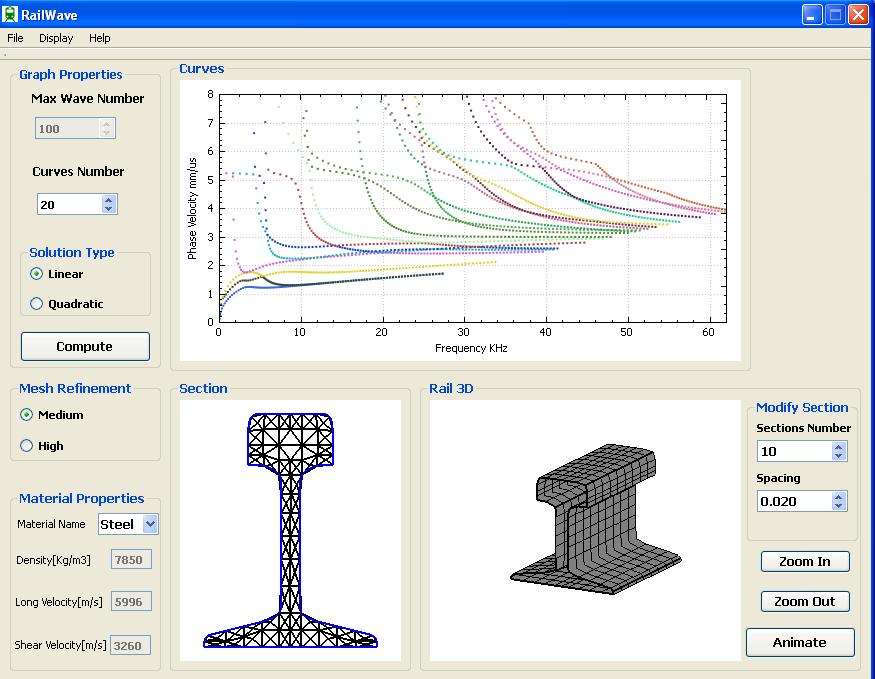 RailWave
File Display Help
Graph Properties
Max Wave Number
100
Curves Number
20
Solution Type
Linear
Quadratic
Compute
Curves
Phase Velocity mm/us
8
7
6
5
4
3
2
1
0
0 10 20 30 40 50 60
Frequency KHz
Mesh Refinement
Medium
High
Material Properties
Material Name Steel
Density[Kg/m3] 7850
Long Velocity[m/s] 5996
Shear Velocity[m/s] 3260
Section
Rail 3D
Modify Section
Sections Number
10
Spacing
0.020
Zoom In
Zoom Out
Animate